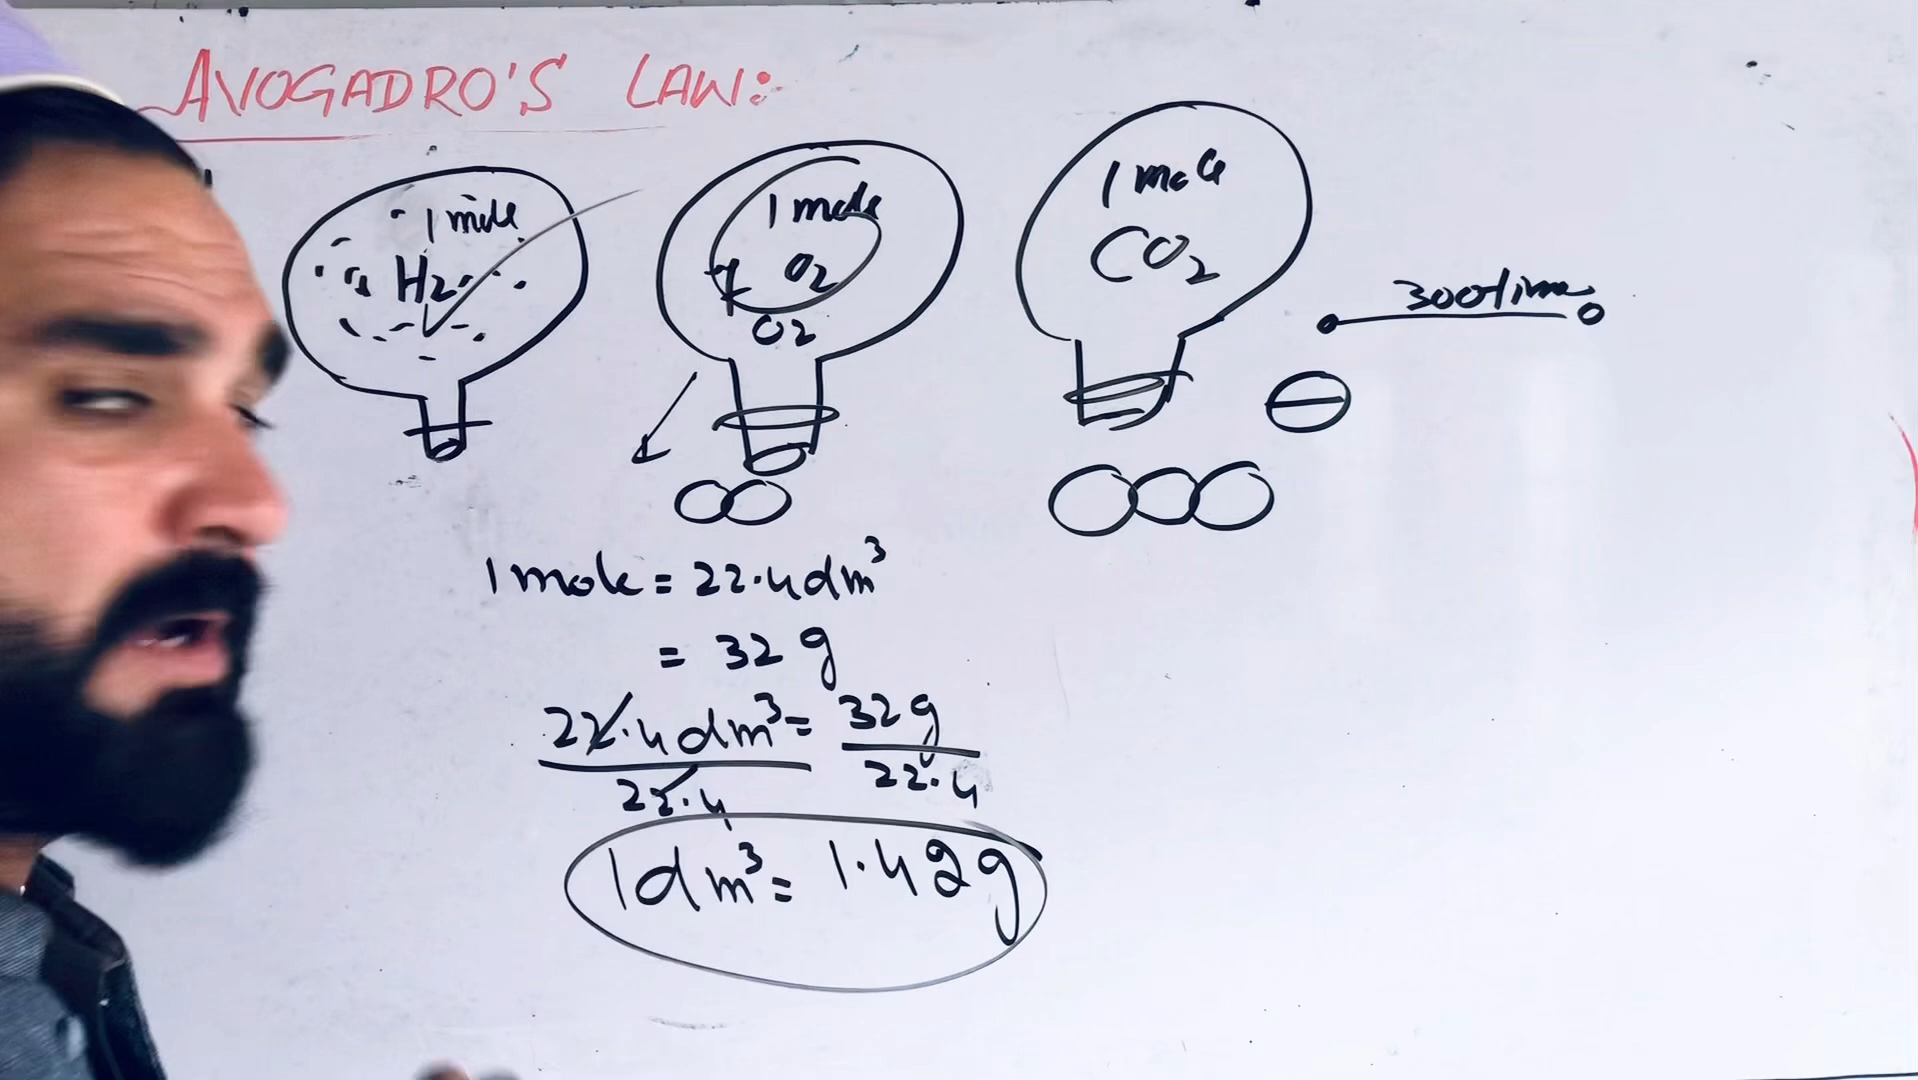 AVOGADRO'S LAW:
1 mole
H2
1 mole
O2
O2
1 mole
CO2
300 time
1 mole = 22.4 dm³
= 32 g
22.4 dm³ = 32 g
22.4 22.4
1 dm³ = 1.42 g